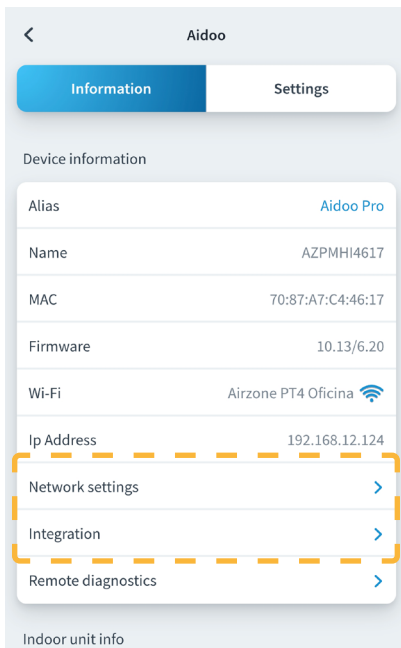 Aidoo
Information Settings
Device information
Alias Aidoo Pro
Name AZPMHI4617
MAC 70:87:A7:C4:46:17
Firmware 10.13/6.20
Wi-Fi Airzone PT4 Oficina
Ip Address 192.168.12.124
Network settings
Integration
Remote diagnostics
Indoor unit info